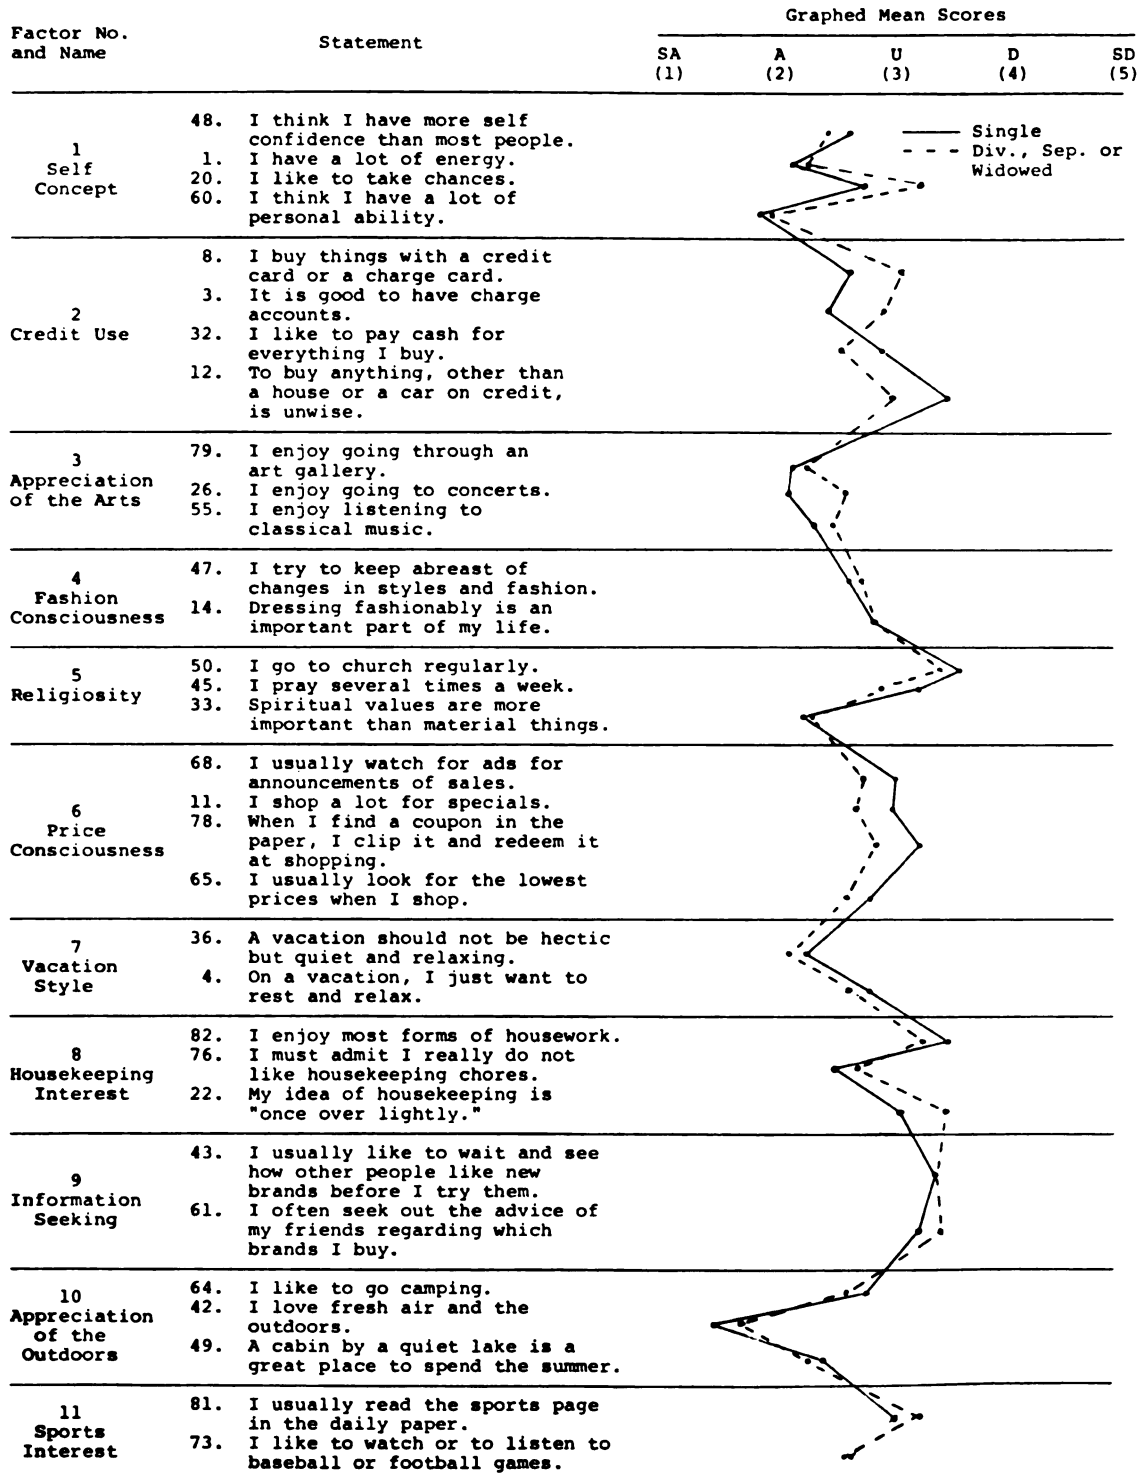 Graphed Mean Scores
Factor No.
and Name
Statement
SA A U D SD
(1) (2) (3) (4) (5)
Single
Div., Sep. or
Widowed
1
Self
Concept
48. I think I have more self
confidence than most people.
1. I have a lot of energy.
20. I like to take chances.
60. I think I have a lot of
personal ability.
2
Credit Use
8. I buy things with a credit
card or a charge card.
3. It is good to have charge
accounts.
32. I like to pay cash for
everything I buy.
12. To buy anything, other than
a house or a car on credit,
is unwise.
3
Appreciation
of the Arts
79. I enjoy going through an
art gallery.
26. I enjoy going to concerts.
55. I enjoy listening to
classical music.
4
Fashion
Consciousness
47. I try to keep abreast of
changes in styles and fashion.
14. Dressing fashionably is an
important part of my life.
5
Religiosity
50. I go to church regularly.
45. I pray several times a week.
33. Spiritual values are more
important than material things.
6
Price
Consciousness
68. I usually watch for ads for
announcements of sales.
11. I shop a lot for specials.
78. When I find a coupon in the
paper, I clip it and redeem it
at shopping.
65. I usually look for the lowest
prices when I shop.
7
Vacation
Style
36. A vacation should not be hectic
but quiet and relaxing.
4. On a vacation, I just want to
rest and relax.
8
Housekeeping
Interest
82. I enjoy most forms of housework.
76. I must admit I really do not
like housekeeping chores.
22. My idea of housekeeping is
"once over lightly."
9
Information
Seeking
43. I usually like to wait and see
how other people like new
brands before I try them.
61. I often seek out the advice of
my friends regarding which
brands I buy.
10
Appreciation
of the
Outdoors
64. I like to go camping.
42. I love fresh air and the
outdoors.
49. A cabin by a quiet lake is a
great place to spend the summer.
11
Sports
Interest
81. I usually read the sports page
in the daily paper.
73. I like to watch or to listen to
baseball or football games.